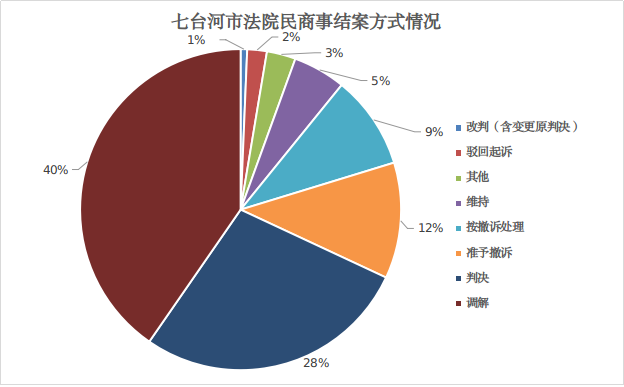 七台河市法院民商事结案方式情况
1%
2%
3%
5%
9%
12%
28%
40%
改判（含变更原判决）
驳回起诉
其他
维持
按撤诉处理
准予撤诉
判决
调解